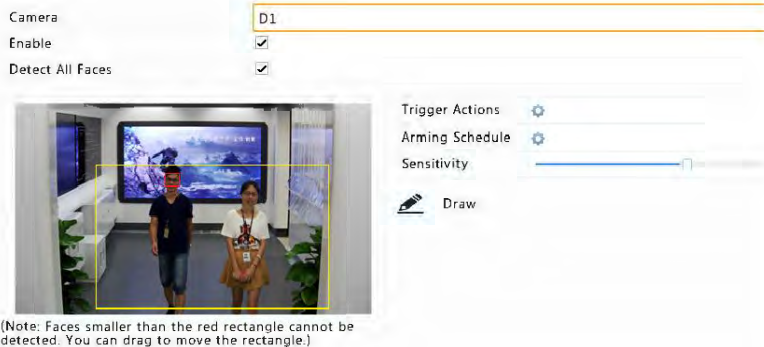 Camera
D1
Enable
Detect All Faces
Trigger Actions
Arming Schedule
Sensitivity
Draw
(Note: Faces smaller than the red rectangle cannot be
detected. You can drag to move the rectangle.)